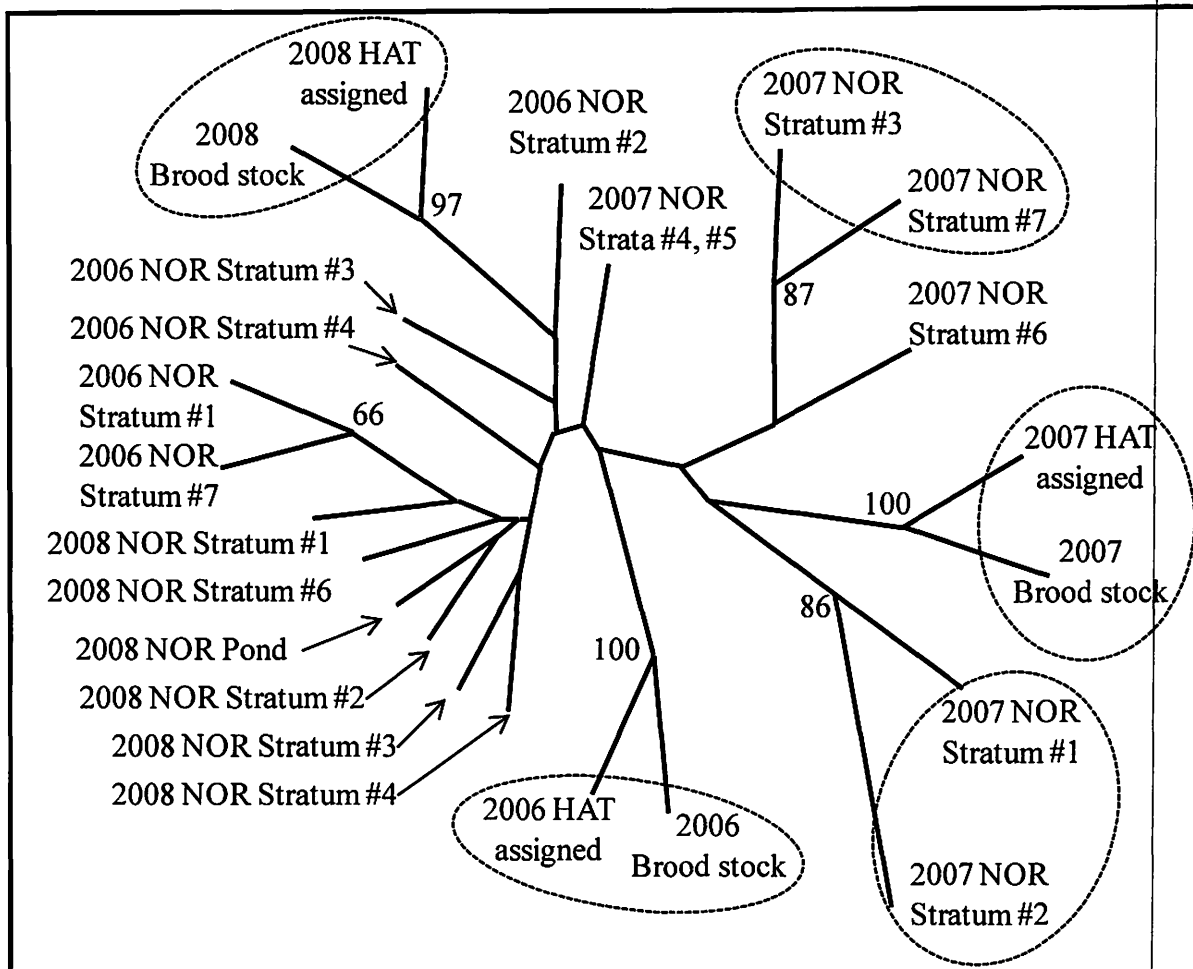 2008 HAT
assigned
2008
Brood stock
97
2006 NOR
Stratum #2
2007 NOR
Strata #4, #5
2007 NOR
Stratum #3
2007 NOR
Stratum #7
87
2007 NOR
Stratum #6
2006 NOR Stratum #3
2006 NOR Stratum #4
2006 NOR
Stratum #1
66
2006 NOR
Stratum #7
2008 NOR Stratum #1
2008 NOR Stratum #6
2008 NOR Pond
2008 NOR Stratum #2
2008 NOR Stratum #3
2008 NOR Stratum #4
100
2006 HAT
assigned
2006
Brood stock
2007 HAT
assigned
100
2007
Brood stock
86
2007 NOR
Stratum #1
2007 NOR
Stratum #2